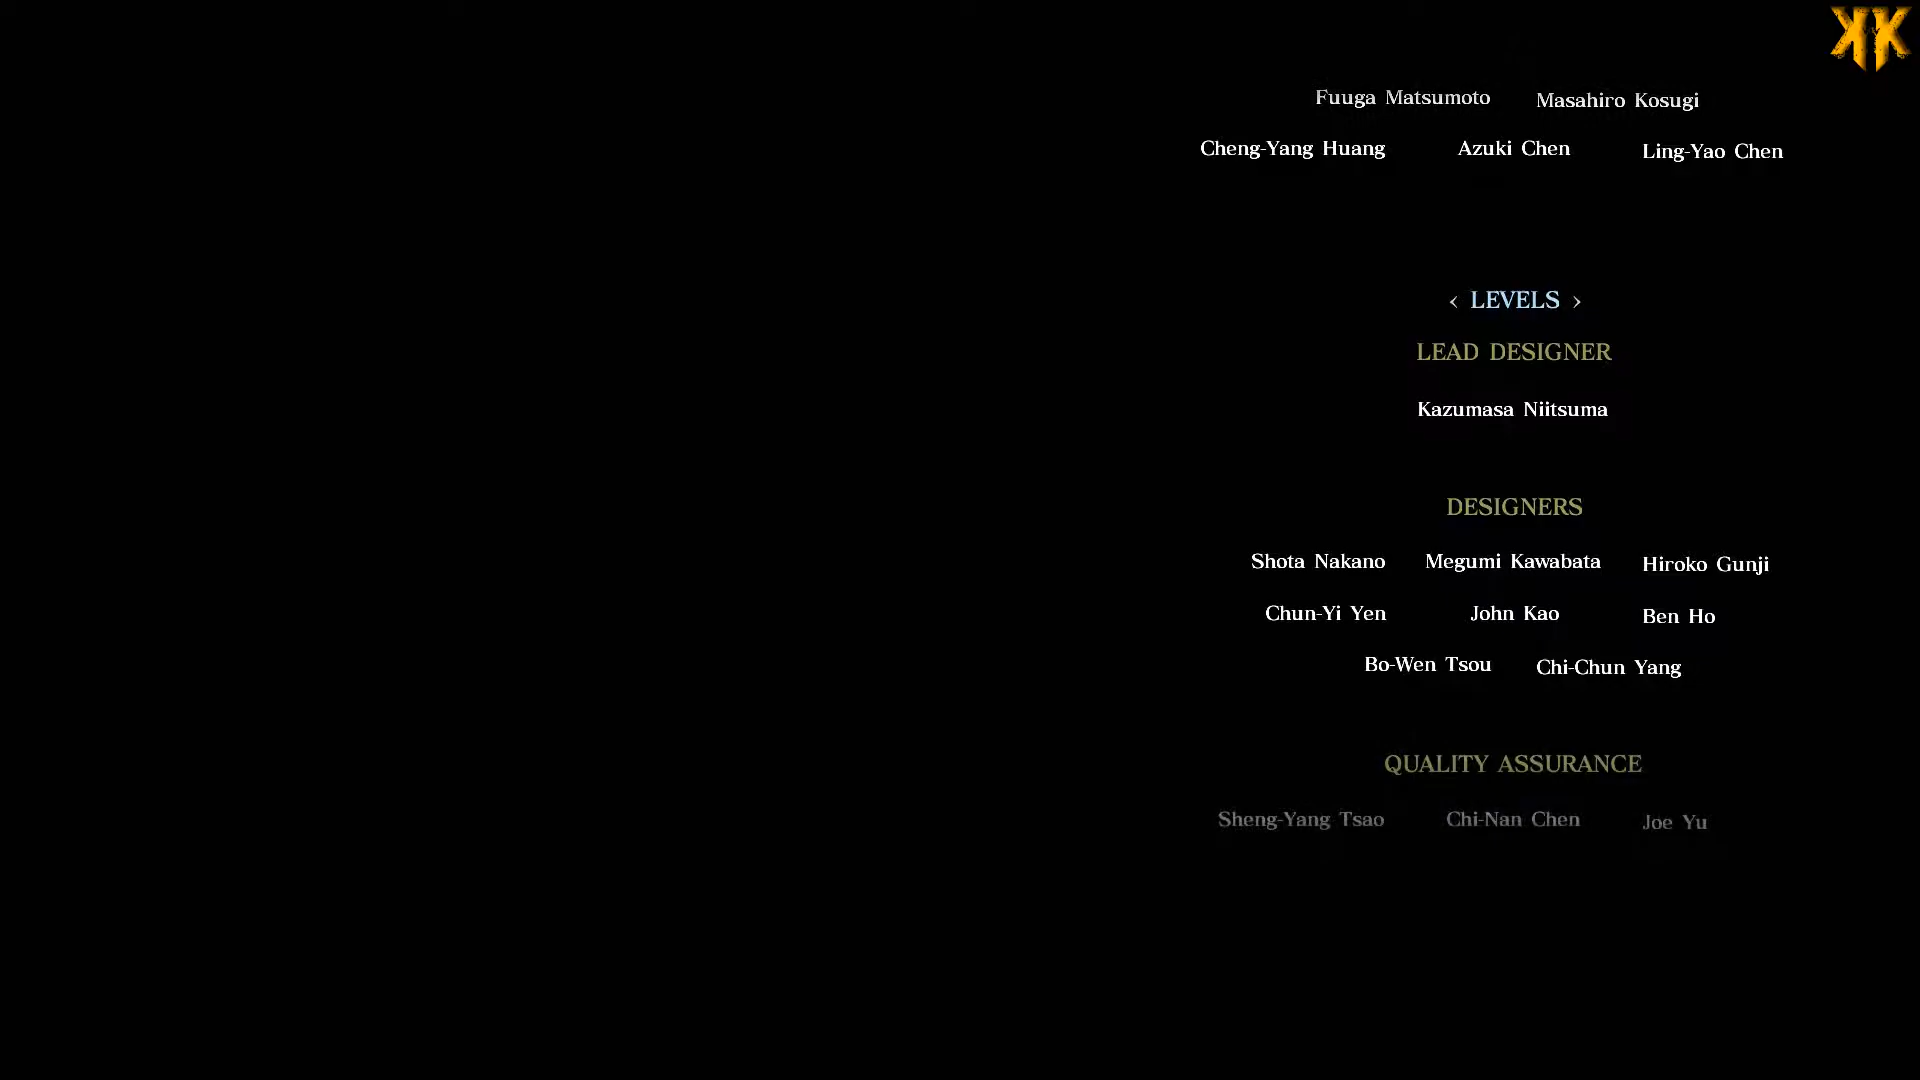 KK
Fuuga Matsumoto Masahiro Kosugi
Cheng-Yang Huang Azuki Chen Ling-Yao Chen
‹ LEVELS ›
LEAD DESIGNER
Kazumasa Niitsuma
DESIGNERS
Shota Nakano Megumi Kawabata Hiroko Gunji
Chun-Yi Yen John Kao Ben Ho
Bo-Wen Tsou Chi-Chun Yang
QUALITY ASSURANCE
Sheng-Yang Tsao Chi-Nan Chen Joe Yu